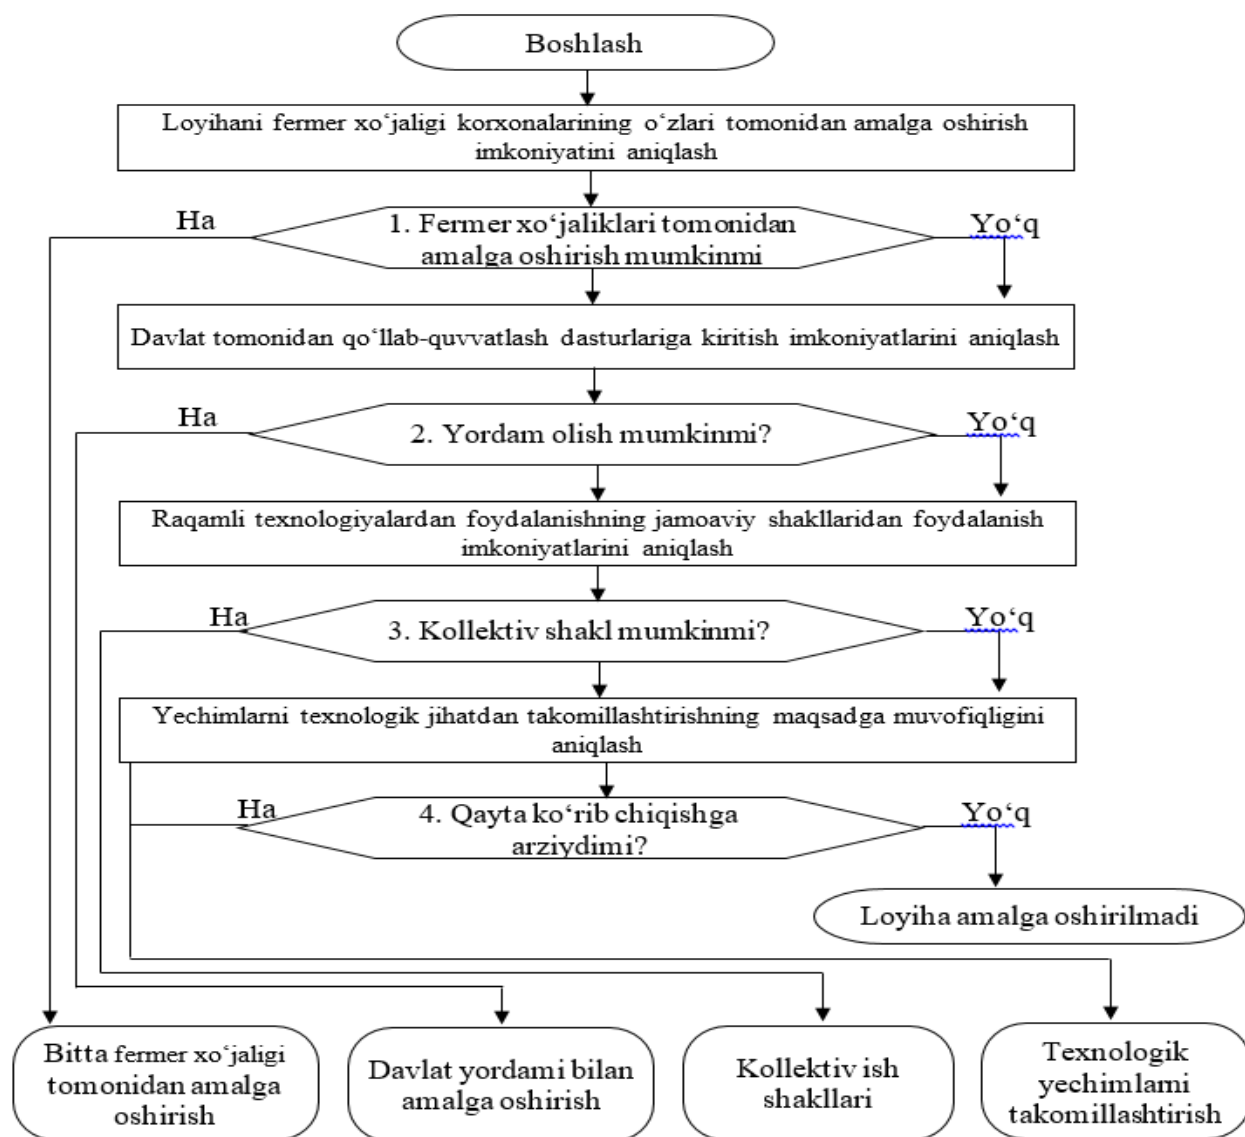 Boshlash
Loyihani fermer xo‘jaligi korxonalarining o‘zlari tomonidan amalga oshirish
imkoniyatini aniqlash
Ha
Yo‘q
1. Fermer xo‘jaliklari tomonidan
amalga oshirish mumkinmi
Davlat tomonidan qo‘llab-quvvatlash dasturlariga kiritish imkoniyatlarini aniqlash
Ha
Yo‘q
2. Yordam olish mumkinmi?
Raqamli texnologiyalardan foydalanishning jamoaviy shakllaridan foydalanish
imkoniyatlarini aniqlash
Ha
Yo‘q
3. Kollektiv shakl mumkinmi?
Yechimlarni texnologik jihatdan takomillashtirishning maqsadga muvofiqligini
aniqlash
Ha
Yo‘q
4. Qayta ko‘rib chiqishga
arziydimi?
Loyiha amalga oshirilmadi
Bitta fermer xo‘jaligi
tomonidan amalga
oshirish
Davlat yordami bilan
amalga oshirish
Kollektiv ish
shakllari
Texnologik
yechimlarni
takomillashtirish